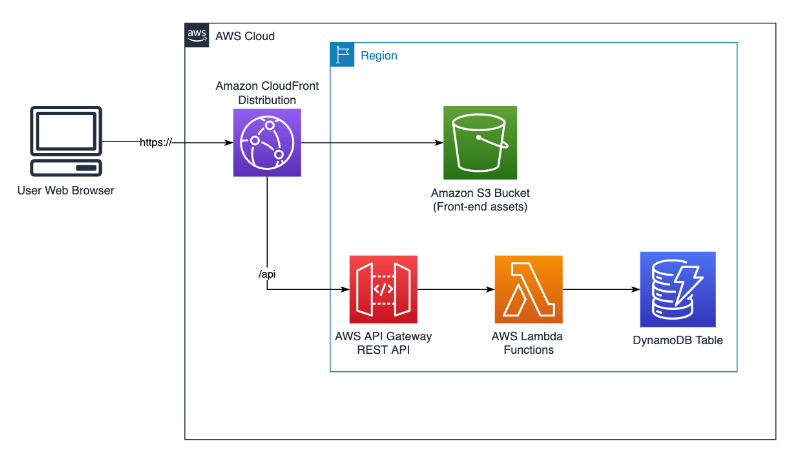 aws
AWS Cloud
Region
Amazon CloudFront
Distribution
https://
User Web Browser
Amazon S3 Bucket
(Front-end assets)
/api
</>
AWS API Gateway
REST API
AWS Lambda
Functions
DynamoDB Table